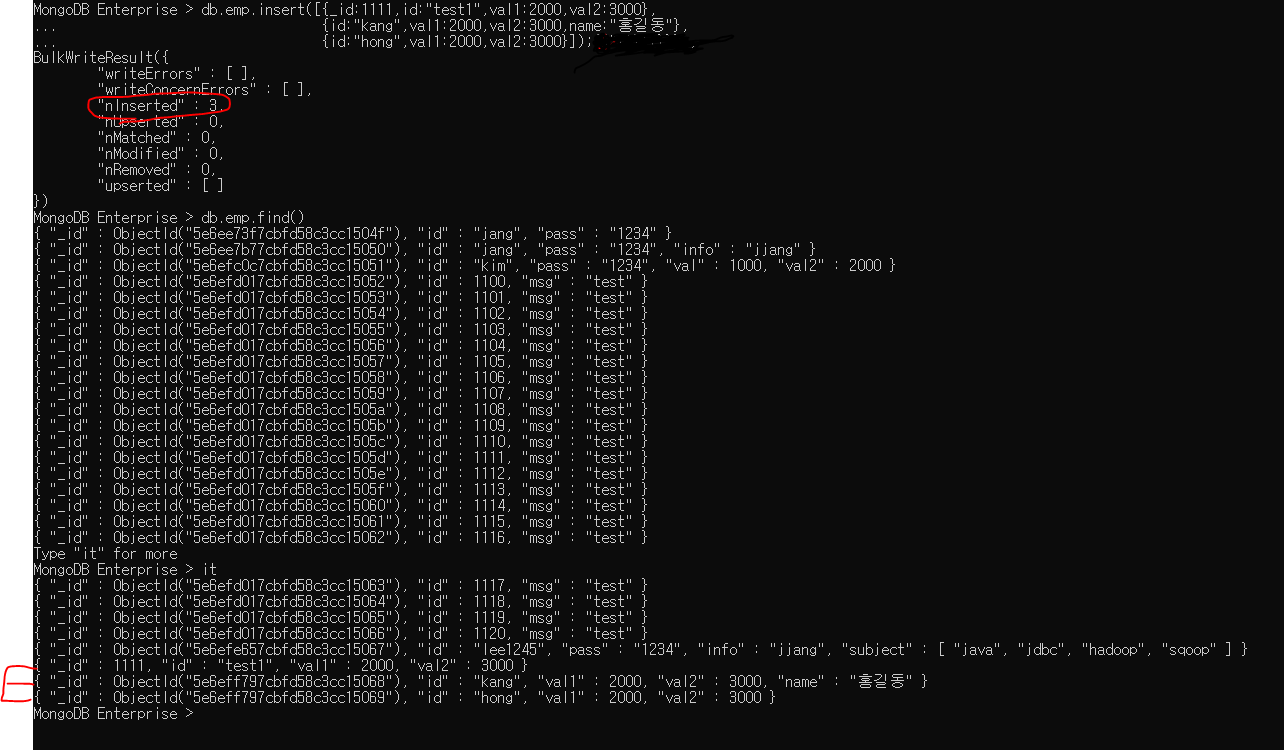 MongoDB Enterprise > db.emp.insert([{_id:1111,id:"test1",val1:2000,val2:3000},
... {id:"kang",val1:2000,val2:3000,name:"홍길동"},
... {id:"hong",val1:2000,val2:3000}]);
BulkWriteResult({
"writeErrors" : [ ],
"writeConcernErrors" : [ ],
"nInserted" : 3,
"nUpserted" : 0,
"nMatched" : 0,
"nModified" : 0,
"nRemoved" : 0,
"upserted" : [ ]
})
MongoDB Enterprise > db.emp.find()
{ "_id" : ObjectId("5e6ee73f7cbfd58c3cc1504f"), "id" : "jang", "pass" : "1234" }
{ "_id" : ObjectId("5e6ee7b77cbfd58c3cc15050"), "id" : "jang", "pass" : "1234", "info" : "jjang" }
{ "_id" : ObjectId("5e6efc0c7cbfd58c3cc15051"), "id" : "kim", "pass" : "1234", "val" : 1000, "val2" : 2000 }
{ "_id" : ObjectId("5e6efd017cbfd58c3cc15052"), "id" : 1100, "msg" : "test" }
{ "_id" : ObjectId("5e6efd017cbfd58c3cc15053"), "id" : 1101, "msg" : "test" }
{ "_id" : ObjectId("5e6efd017cbfd58c3cc15054"), "id" : 1102, "msg" : "test" }
{ "_id" : ObjectId("5e6efd017cbfd58c3cc15055"), "id" : 1103, "msg" : "test" }
{ "_id" : ObjectId("5e6efd017cbfd58c3cc15056"), "id" : 1104, "msg" : "test" }
{ "_id" : ObjectId("5e6efd017cbfd58c3cc15057"), "id" : 1105, "msg" : "test" }
{ "_id" : ObjectId("5e6efd017cbfd58c3cc15058"), "id" : 1106, "msg" : "test" }
{ "_id" : ObjectId("5e6efd017cbfd58c3cc15059"), "id" : 1107, "msg" : "test" }
{ "_id" : ObjectId("5e6efd017cbfd58c3cc1505a"), "id" : 1108, "msg" : "test" }
{ "_id" : ObjectId("5e6efd017cbfd58c3cc1505b"), "id" : 1109, "msg" : "test" }
{ "_id" : ObjectId("5e6efd017cbfd58c3cc1505c"), "id" : 1110, "msg" : "test" }
{ "_id" : ObjectId("5e6efd017cbfd58c3cc1505d"), "id" : 1111, "msg" : "test" }
{ "_id" : ObjectId("5e6efd017cbfd58c3cc1505e"), "id" : 1112, "msg" : "test" }
{ "_id" : ObjectId("5e6efd017cbfd58c3cc1505f"), "id" : 1113, "msg" : "test" }
{ "_id" : ObjectId("5e6efd017cbfd58c3cc15060"), "id" : 1114, "msg" : "test" }
{ "_id" : ObjectId("5e6efd017cbfd58c3cc15061"), "id" : 1115, "msg" : "test" }
{ "_id" : ObjectId("5e6efd017cbfd58c3cc15062"), "id" : 1116, "msg" : "test" }
Type "it" for more
MongoDB Enterprise > it
{ "_id" : ObjectId("5e6efd017cbfd58c3cc15063"), "id" : 1117, "msg" : "test" }
{ "_id" : ObjectId("5e6efd017cbfd58c3cc15064"), "id" : 1118, "msg" : "test" }
{ "_id" : ObjectId("5e6efd017cbfd58c3cc15065"), "id" : 1119, "msg" : "test" }
{ "_id" : ObjectId("5e6efd017cbfd58c3cc15066"), "id" : 1120, "msg" : "test" }
{ "_id" : ObjectId("5e6efe657cbfd58c3cc15067"), "id" : "lee1245", "pass" : "1234", "info" : "jjang", "subject" : [ "java", "jdbc", "hadoop", "sqoop" ] }
{ "_id" : 1111, "id" : "test1", "val1" : 2000, "val2" : 3000 }
{ "_id" : ObjectId("5e6eff797cbfd58c3cc15068"), "id" : "kang", "val1" : 2000, "val2" : 3000, "name" : "홍길동" }
{ "_id" : ObjectId("5e6eff797cbfd58c3cc15069"), "id" : "hong", "val1" : 2000, "val2" : 3000 }
MongoDB Enterprise >